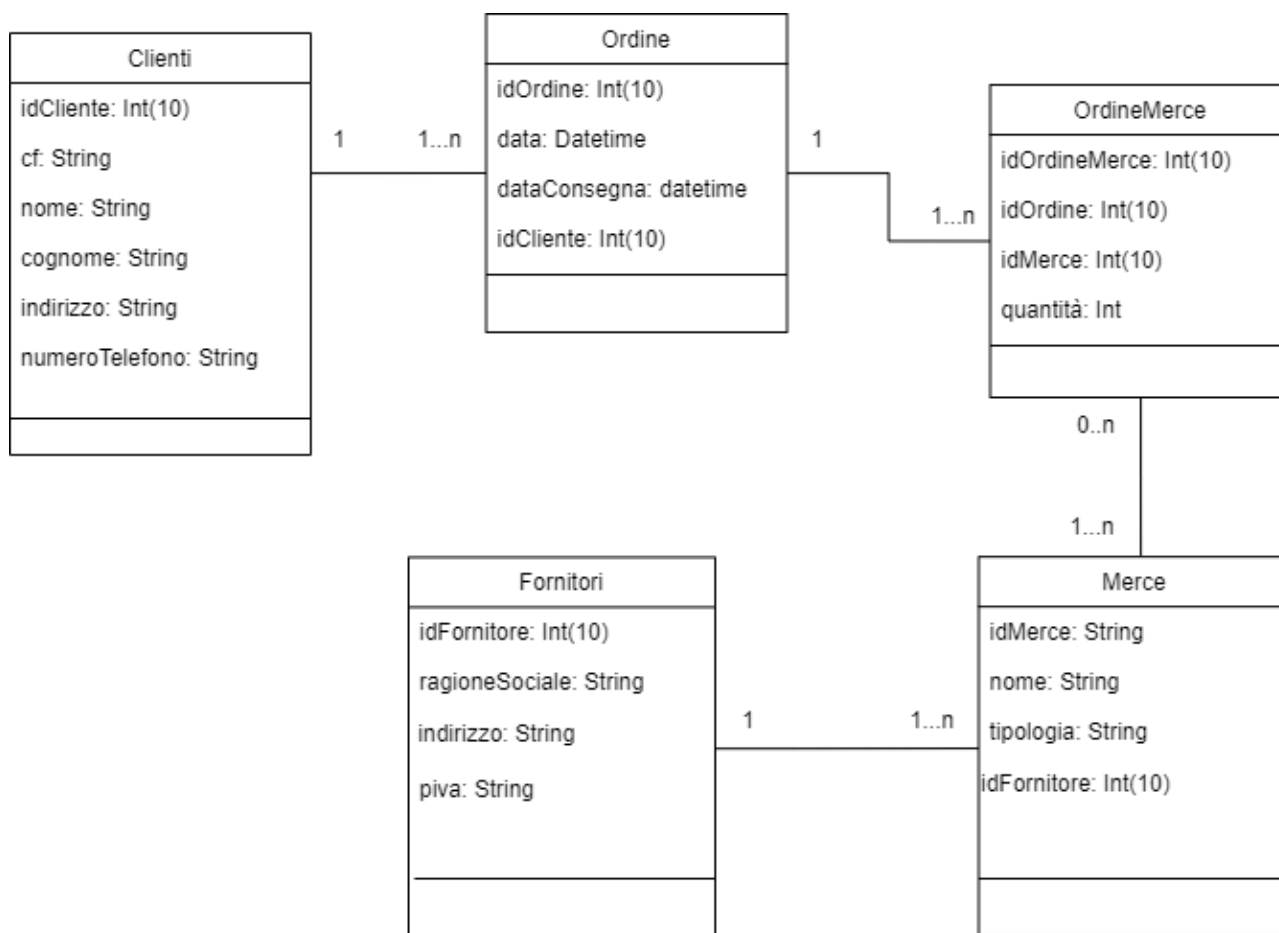 Clienti
idCliente: Int(10)
cf: String
nome: String
cognome: String
indirizzo: String
numeroTelefono: String
1
1...n
Ordine
idOrdine: Int(10)
data: Datetime
dataConsegna: datetime
idCliente: Int(10)
1
1...n
OrdineMerce
idOrdineMerce: Int(10)
idOrdine: Int(10)
idMerce: Int(10)
quantità: Int
0..n
1...n
Fornitori
idFornitore: Int(10)
ragioneSociale: String
indirizzo: String
piva: String
1
1...n
Merce
idMerce: String
nome: String
tipologia: String
idFornitore: Int(10)